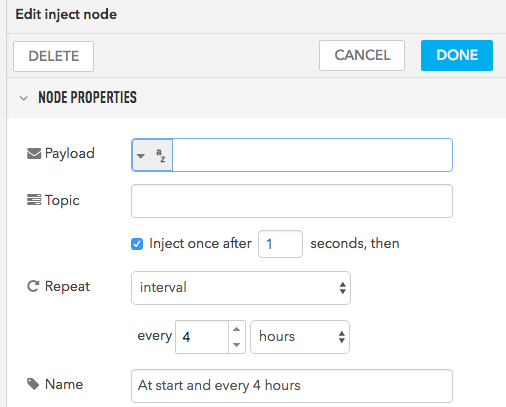 Edit inject node
DELETE CANCEL DONE
NODE PROPERTIES
Payload a z
Topic
Inject once after 1 seconds, then
Repeat interval
every 4 hours
Name At start and every 4 hours